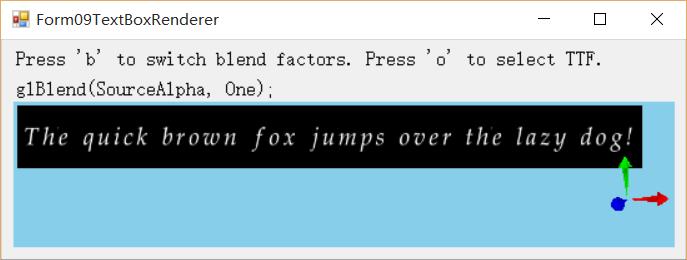 Form09TextBoxRenderer
Press 'b' to switch blend factors. Press 'o' to select TTF.
glBlend(SourceAlpha, One);
The quick brown fox jumps over the lazy dog!